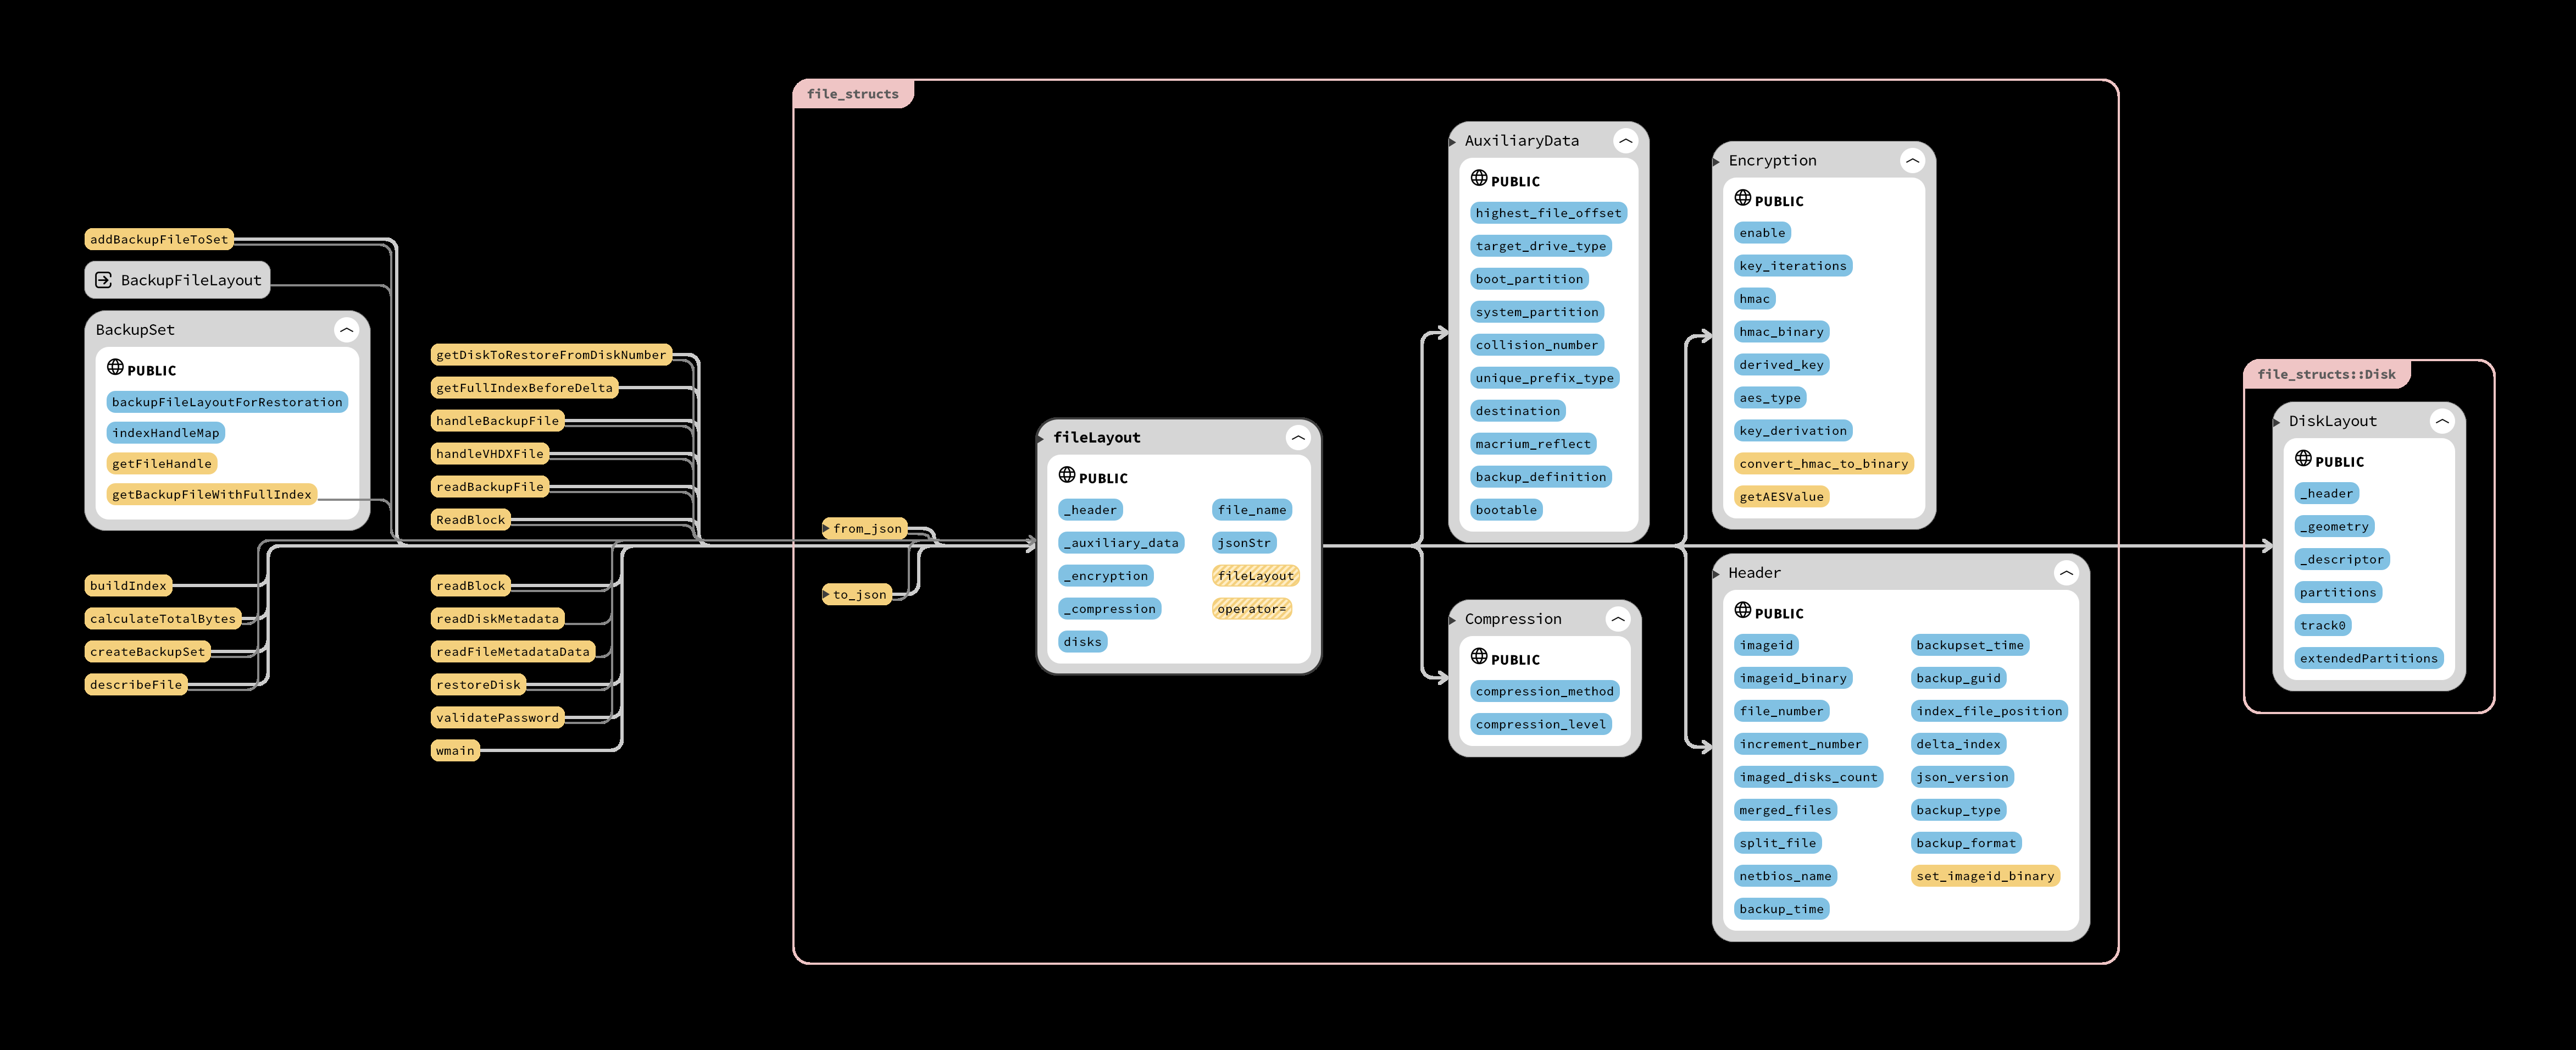 addBackupFileToSet
BackupFileLayout
BackupSet
PUBLIC
backupFileLayoutForRestoration
indexHandleMap
getFileHandle
getBackupFileWithFullIndex
buildIndex
calculateTotalBytes
createBackupSet
describeFile
getDiskToRestoreFromDiskNumber
getFullIndexBeforeDelta
handleBackupFile
handleVHDXFile
readBackupFile
ReadBlock
readBlock
readDiskMetadata
readFileMetadataData
restoreDisk
validatePassword
wmain
file_structs
from_json
to_json
fileLayout
PUBLIC
_header
_auxiliary_data
_encryption
_compression
disks
file_name
jsonStr
fileLayout
operator=
AuxiliaryData
PUBLIC
highest_file_offset
target_drive_type
boot_partition
system_partition
collision_number
unique_prefix_type
destination
macrium_reflect
backup_definition
bootable
Compression
PUBLIC
compression_method
compression_level
Encryption
PUBLIC
enable
key_iterations
hmac
hmac_binary
derived_key
aes_type
key_derivation
convert_hmac_to_binary
getAESValue
Header
PUBLIC
imageid
imageid_binary
file_number
increment_number
imaged_disks_count
merged_files
split_file
netbios_name
backup_time
backupset_time
backup_guid
index_file_position
delta_index
json_version
backup_type
backup_format
set_imageid_binary
file_structs::Disk
DiskLayout
PUBLIC
_header
_geometry
_descriptor
partitions
track0
extendedPartitions